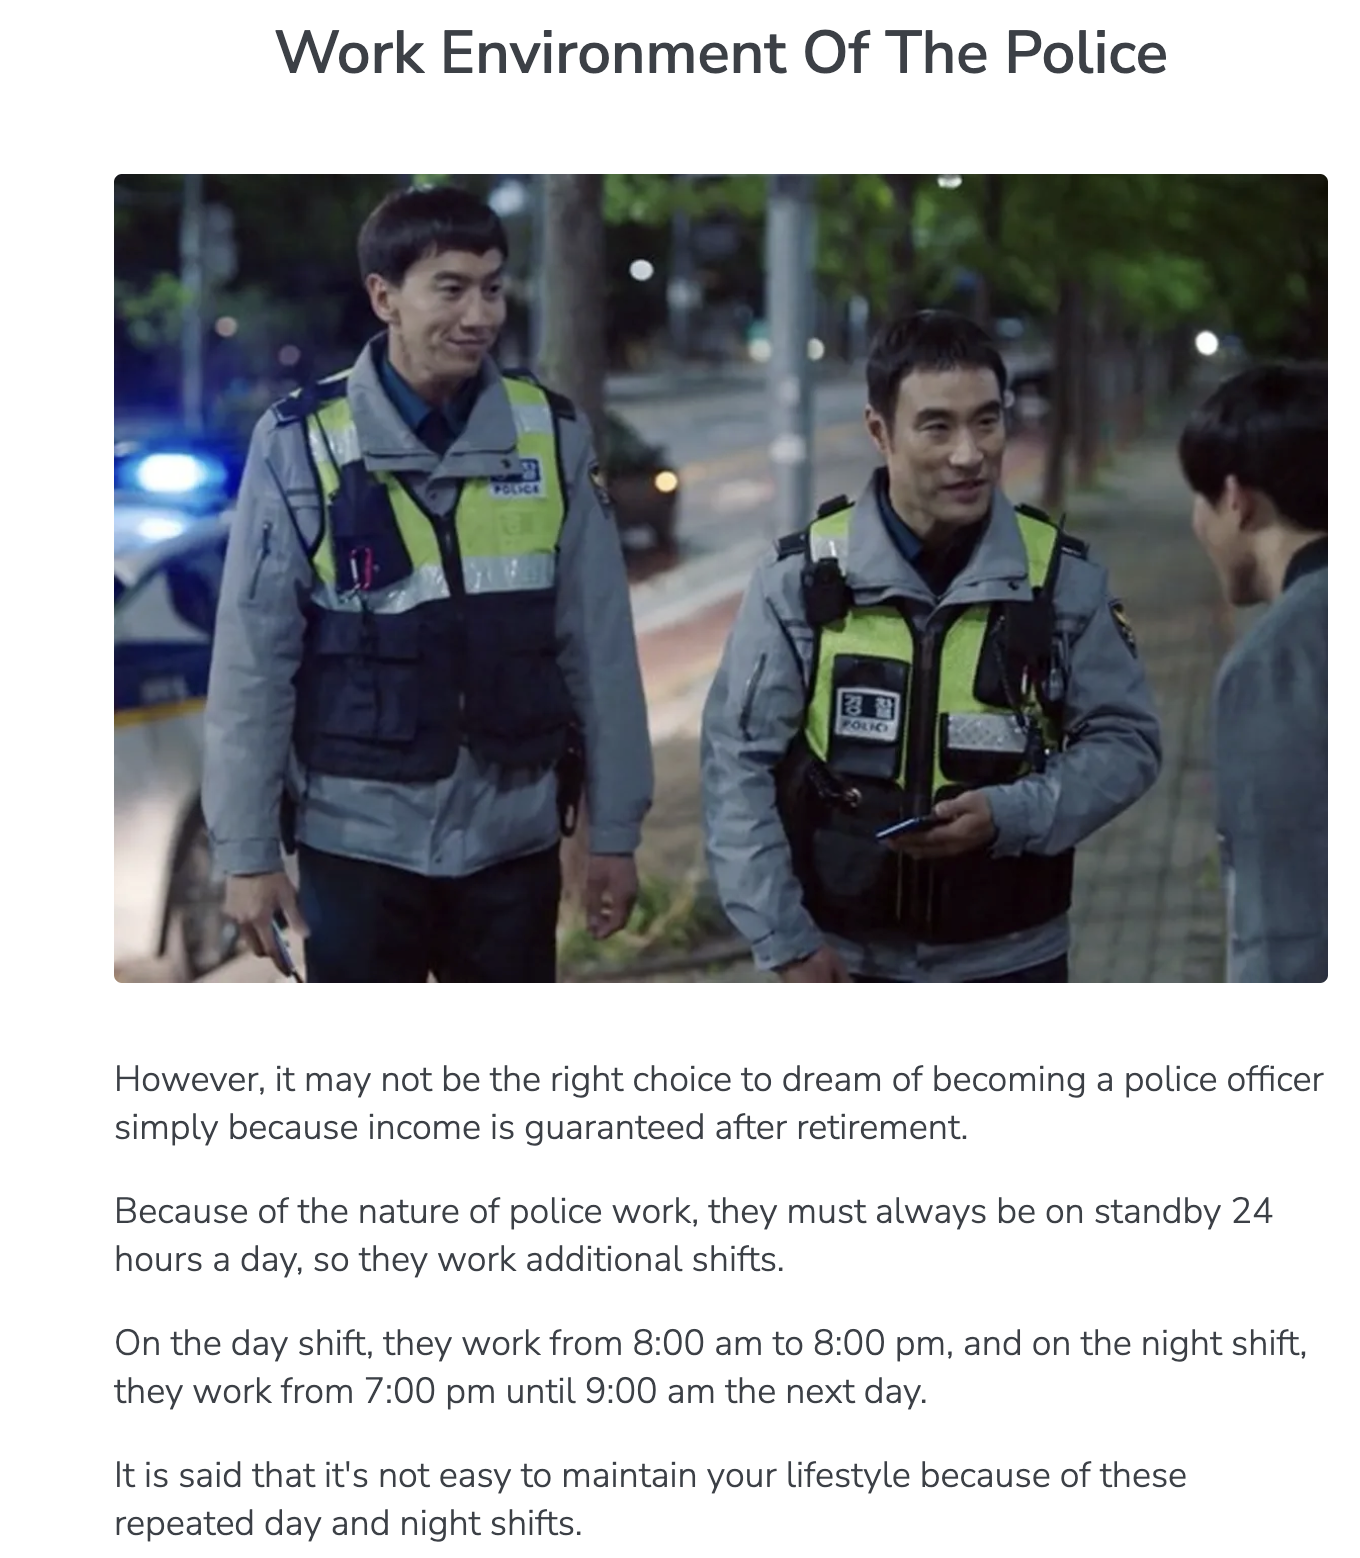 Work Environment Of The Police
POLICE
경찰
POLICE
However, it may not be the right choice to dream of becoming a police officer
simply because income is guaranteed after retirement.
Because of the nature of police work, they must always be on standby 24
hours a day, so they work additional shifts.
On the day shift, they work from 8:00 am to 8:00 pm, and on the night shift,
they work from 7:00 pm until 9:00 am the next day.
It is said that it's not easy to maintain your lifestyle because of these
repeated day and night shifts.